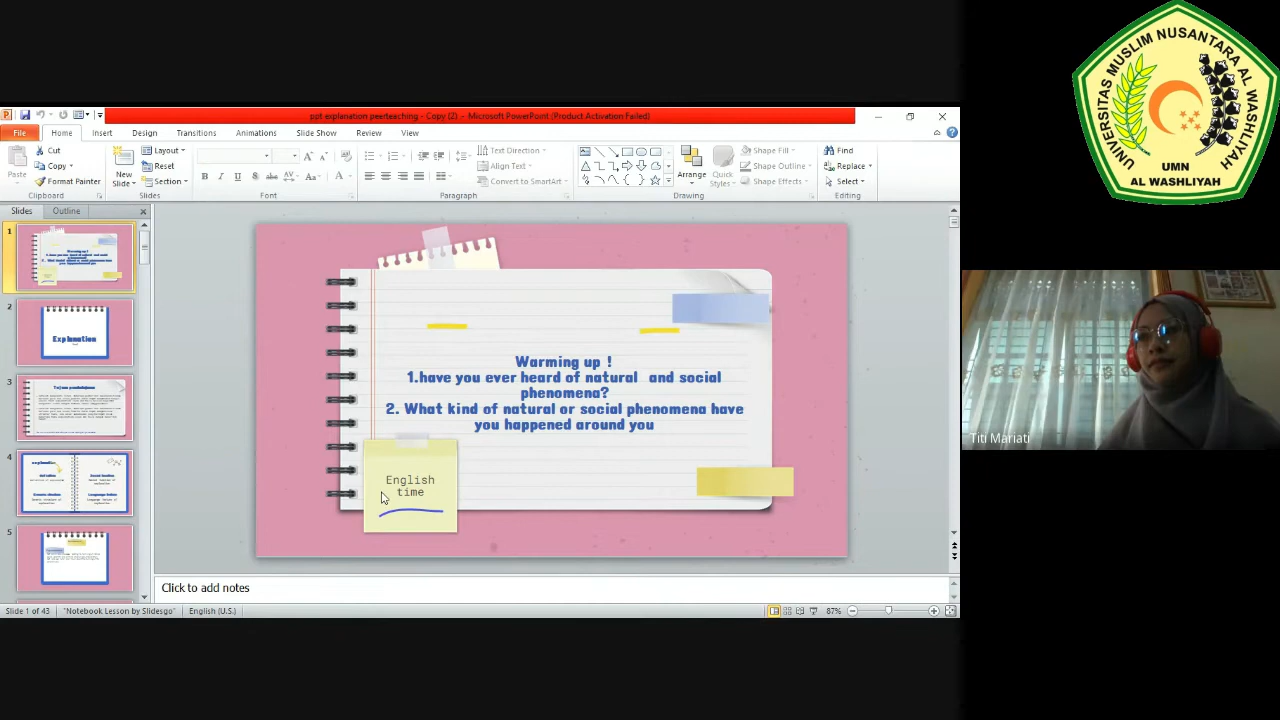 ppt explanation peerteaching - Copy (2) - Microsoft PowerPoint (Product Activation Failed)
File Home Insert Design Transitions Animations Slide Show Review View
Paste
Cut
Copy
Format Painter
Clipboard
New Slide
Layout
Reset
Section
Slides
Font
Paragraph
Text Direction
Align Text
Convert to SmartArt
Arrange
Quick Styles
Shape Fill
Shape Outline
Shape Effects
Drawing
Find
Replace
Select
Editing
Slides Outline
1
2
Explanation
3
4
5
Warming up !
1.have you ever heard of natural and social
phenomena?
2. What kind of natural or social phenomena have
you happened around you
English
time
Click to add notes
Slide 1 of 43 "Notebook Lesson by Slidesgo" English (U.S.) 87%
UNIVERSITAS MUSLIM NUSANTARA AL WASHLIYAH
UMN
AL WASHLIYAH
Titi Mariati